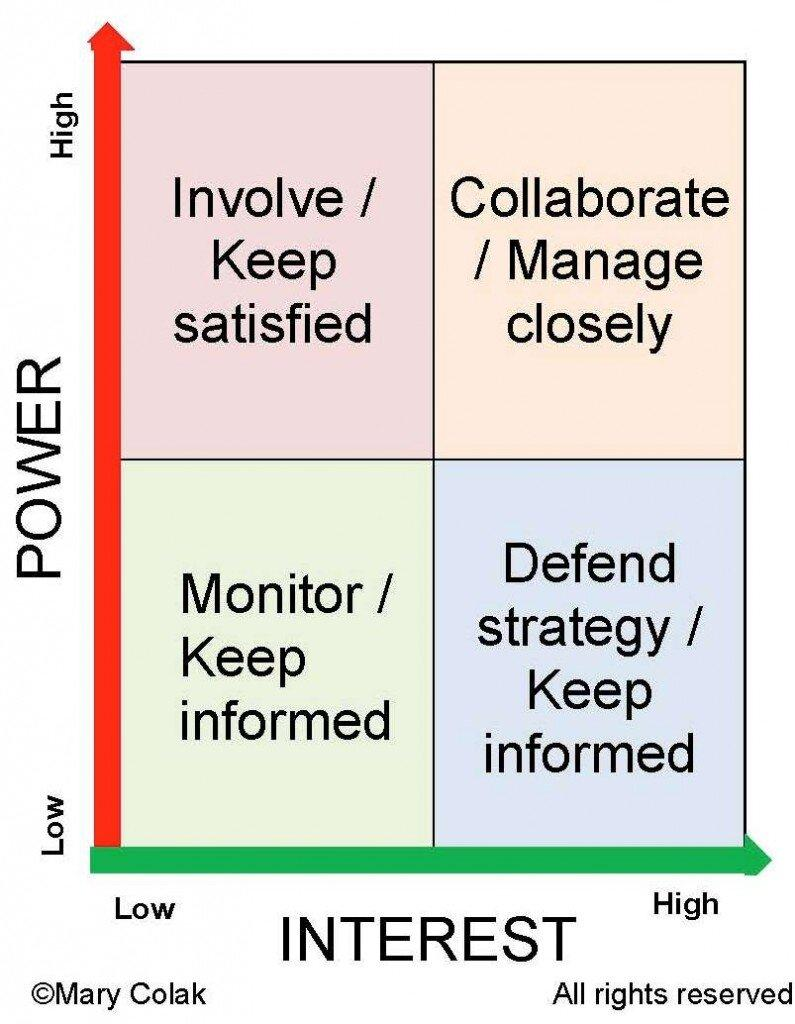 High
Involve /
Keep
satisfied
Collaborate
/ Manage
closely
POWER
Monitor /
Keep
informed
Defend
strategy /
Keep
informed
Low
Low
High
INTEREST
©Mary Colak
All rights reserved